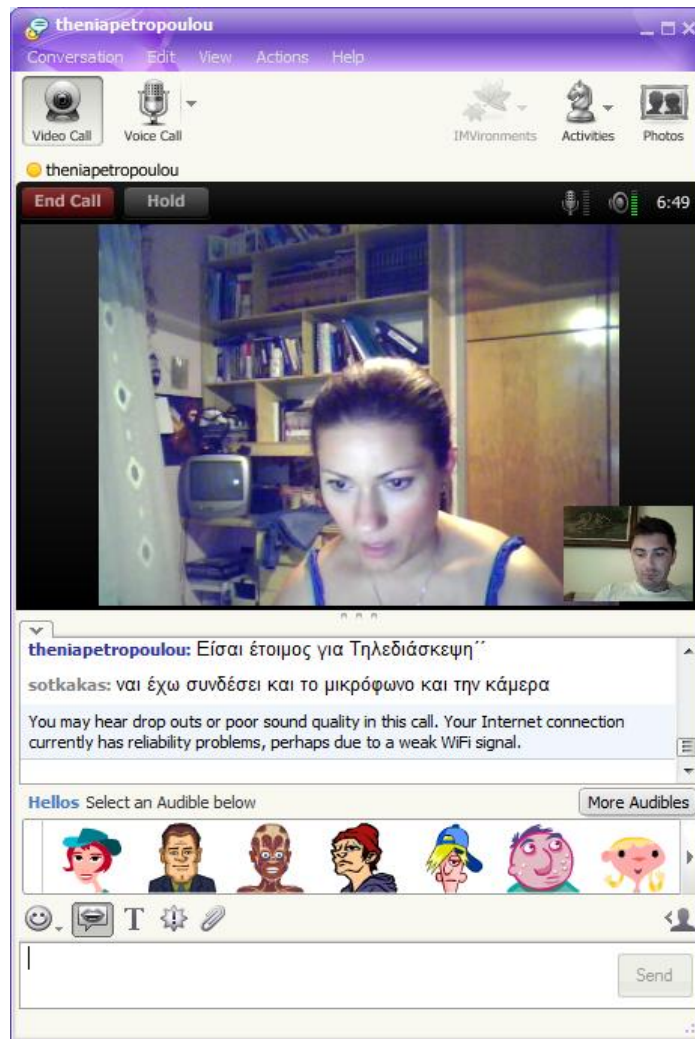 theniapetropoulou
Conversation Edit View Actions Help
Video Call Voice Call IMVironments Activities Photos
theniapetropoulou
End Call Hold 6:49
theniapetropoulou: Είσαι έτοιμος για Τηλεδιάσκεψη΄΄
sotkakas: ναι έχω συνδέσει και το μικρόφωνο και την κάμερα
You may hear drop outs or poor sound quality in this call. Your Internet connection
currently has reliability problems, perhaps due to a weak WiFi signal.
Hellos Select an Audible below More Audibles
T
Send